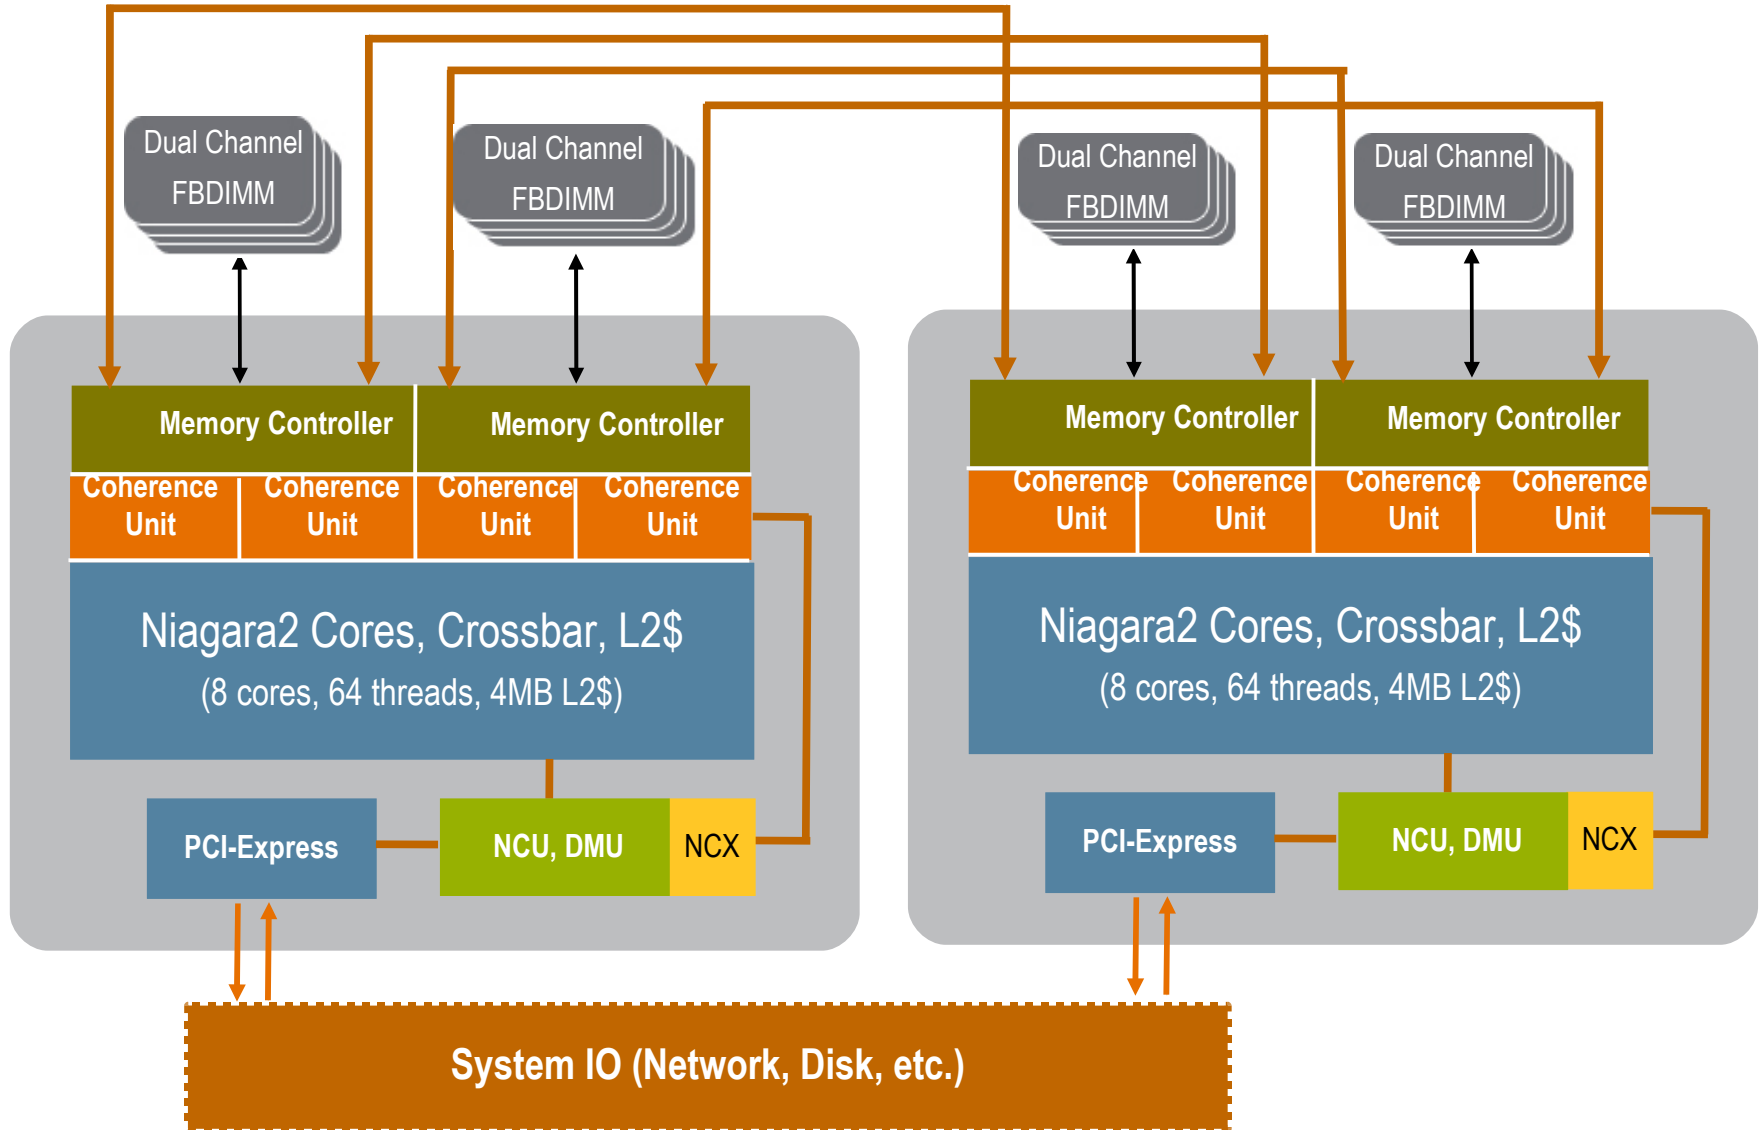 Dual Channel
FBDIMM
Dual Channel
FBDIMM
Dual Channel
FBDIMM
Dual Channel
FBDIMM
Memory Controller
Memory Controller
Coherence
Unit
Coherence
Unit
Coherence
Unit
Coherence
Unit
Niagara2 Cores, Crossbar, L2$
(8 cores, 64 threads, 4MB L2$)
PCI-Express
NCU, DMU
NCX
Memory Controller
Memory Controller
Coherence
Unit
Coherence
Unit
Coherence
Unit
Coherence
Unit
Niagara2 Cores, Crossbar, L2$
(8 cores, 64 threads, 4MB L2$)
PCI-Express
NCU, DMU
NCX
System IO (Network, Disk, etc.)